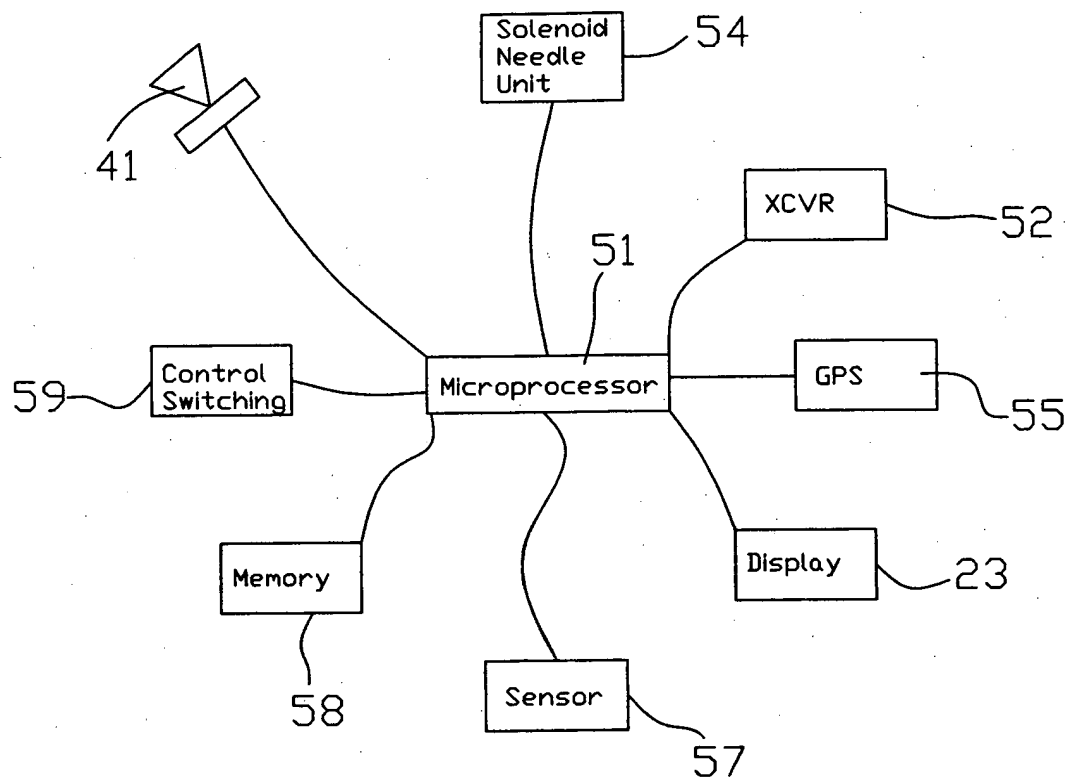 Solenoid
Needle
Unit
54
41
XCVR
52
51
Control
Switching
59
Microprocessor
GPS
55
Memory
58
Display
23
Sensor
57